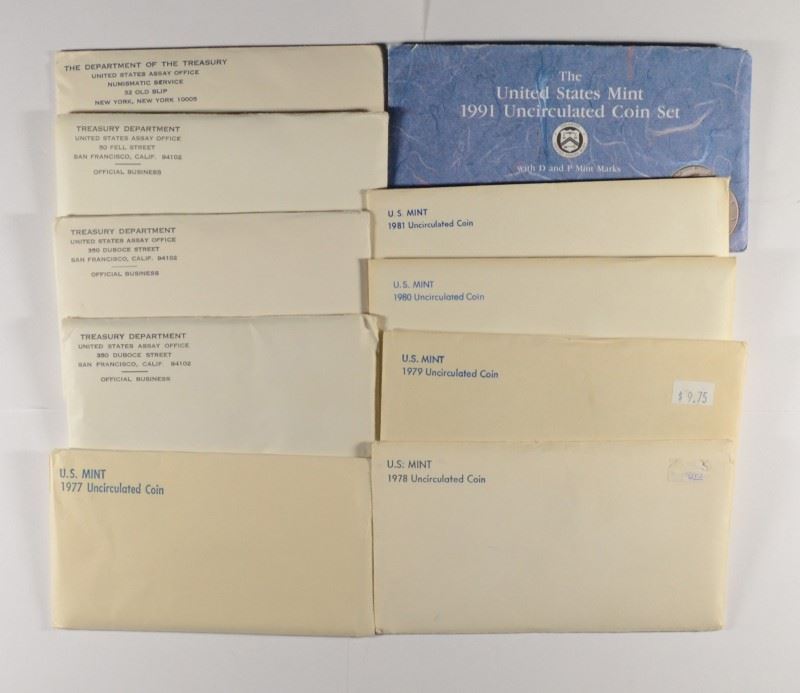 THE DEPARTMENT OF THE TREASURY
UNITED STATES ASSAY OFFICE
NUMISMATIC SERVICE
32 OLD SLIP
NEW YORK, NEW YORK 10005
TREASURY DEPARTMENT
UNITED STATES ASSAY OFFICE
50 FELL STREET
SAN FRANCISCO, CALIF. 94102
OFFICIAL BUSINESS
TREASURY DEPARTMENT
UNITED STATES ASSAY OFFICE
350 DUBOCE STREET
SAN FRANCISCO, CALIF. 94102
OFFICIAL BUSINESS
TREASURY DEPARTMENT
UNITED STATES ASSAY OFFICE
350 DUBOCE STREET
SAN FRANCISCO, CALIF. 94102
OFFICIAL BUSINESS
U.S. MINT
1977 Uncirculated Coin
The
United States Mint
1991 Uncirculated Coin Set
with D and P Mint Marks
U.S. MINT
1981 Uncirculated Coin
U.S. MINT
1980 Uncirculated Coin
U.S. MINT
1979 Uncirculated Coin
$ 9.75
U.S. MINT
1978 Uncirculated Coin